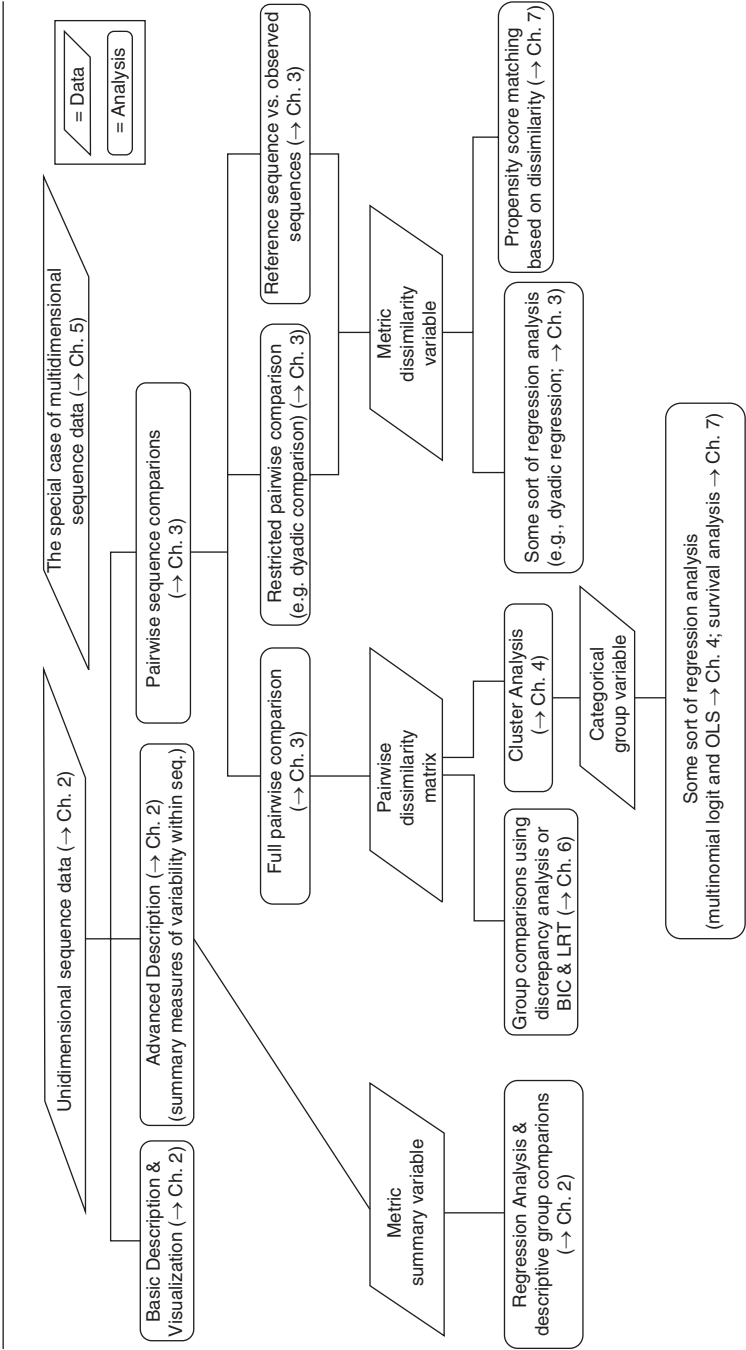 Unidimensional sequence data (→ Ch. 2)
The special case of multidimensional
sequence data (→ Ch. 5)
= Data
= Analysis
Basic Description &
Visualization (→ Ch. 2)
Advanced Description (→ Ch. 2)
(summary measures of variability within seq.)
Pairwise sequence comparions
(→ Ch. 3)
Full pairwise comparison
(→ Ch. 3)
Restricted pairwise comparison
(e.g. dyadic comparison) (→ Ch. 3)
Reference sequence vs. observed
sequences (→ Ch. 3)
Metric
summary variable
Pairwise
dissimilarity
matrix
Metric
dissimilarity
variable
Regression Analysis &
descriptive group comparions
(→ Ch. 2)
Group comparisons using
discrepancy analysis or
BIC & LRT (→ Ch. 6)
Cluster Analysis
(→ Ch. 4)
Some sort of regression analysis
(e.g., dyadic regression; → Ch. 3)
Propensity score matching
based on dissimilarity (→ Ch. 7)
Categorical
group variable
Some sort of regression analysis
(multinomial logit and OLS → Ch. 4; survival analysis → Ch. 7)